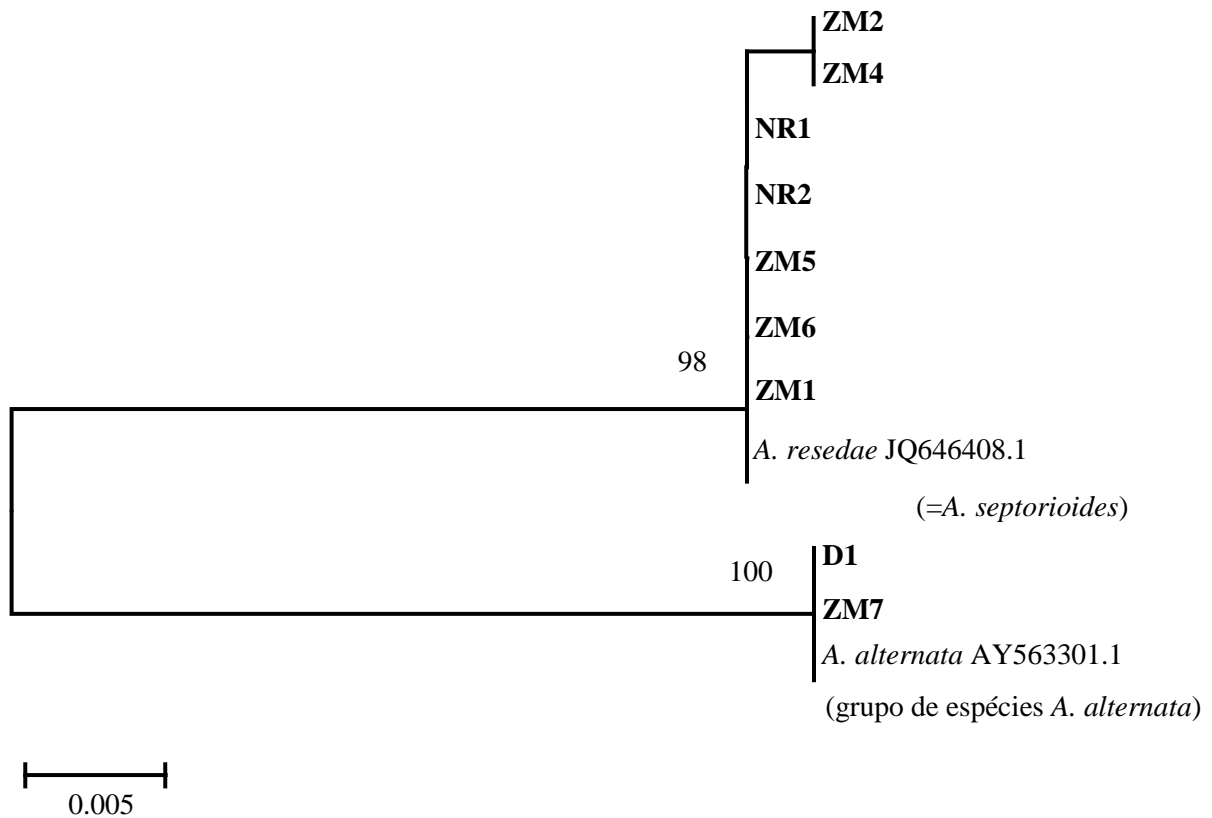 ZM2
ZM4
NR1
NR2
ZM5
ZM6
98
ZM1
A. resedae JQ646408.1
(=A. septorioides)
D1
100
ZM7
A. alternata AY563301.1
(grupo de espécies A. alternata)
0.005